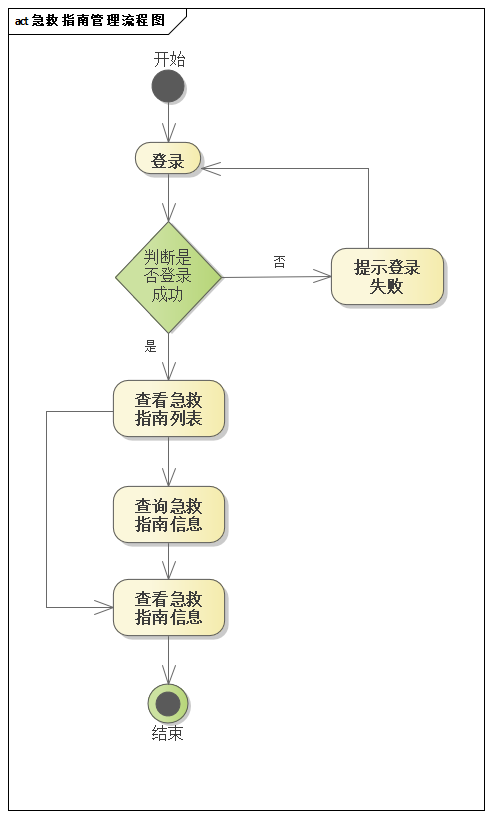 act 急救指南管理流程图
开始
登录
判断是
否登录
成功
否
提示登录
失败
是
查看急救
指南列表
查询急救
指南信息
查看急救
指南信息
结束